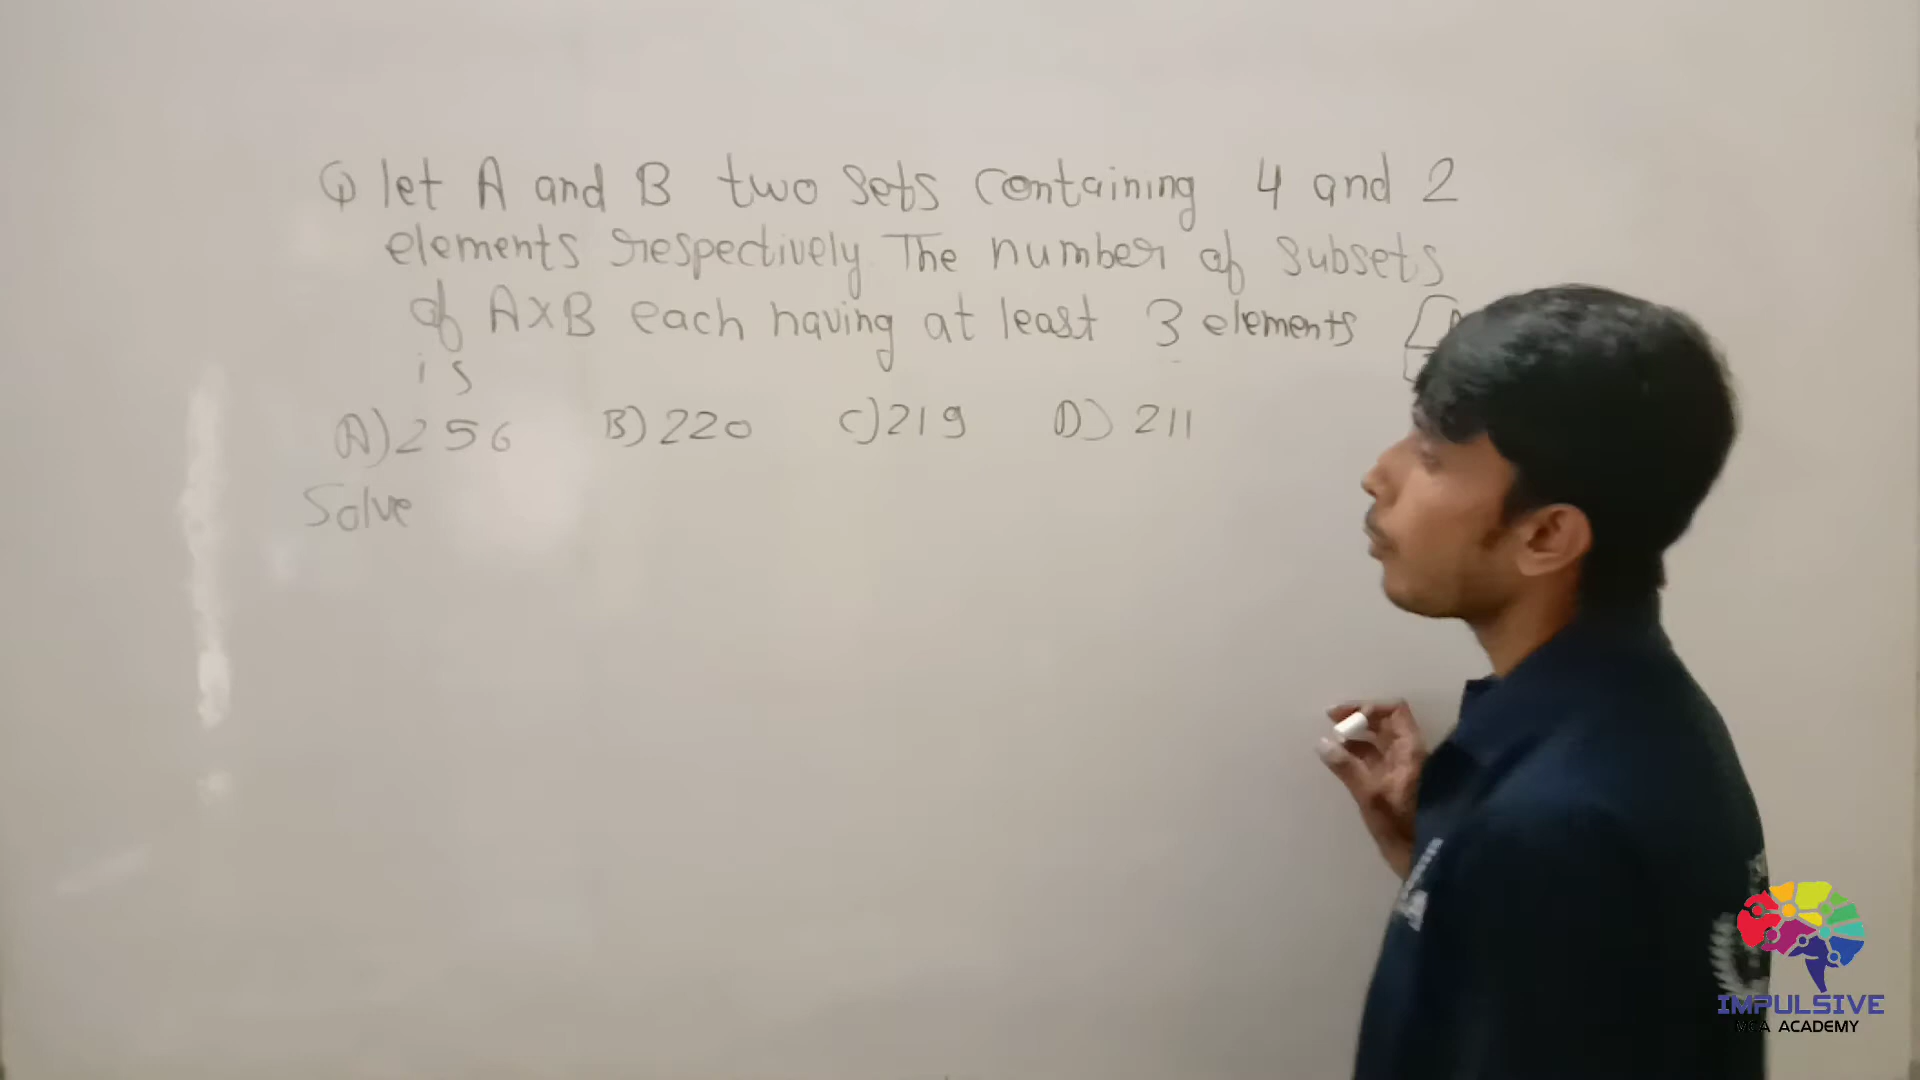 Q let A and B two sets containing 4 and 2
elements respectively The number of subsets
of AxB each having at least 3 elements
is
A) 256 B) 220 C) 219 D) 211
Solve
IMPULSIVE
MCA ACADEMY